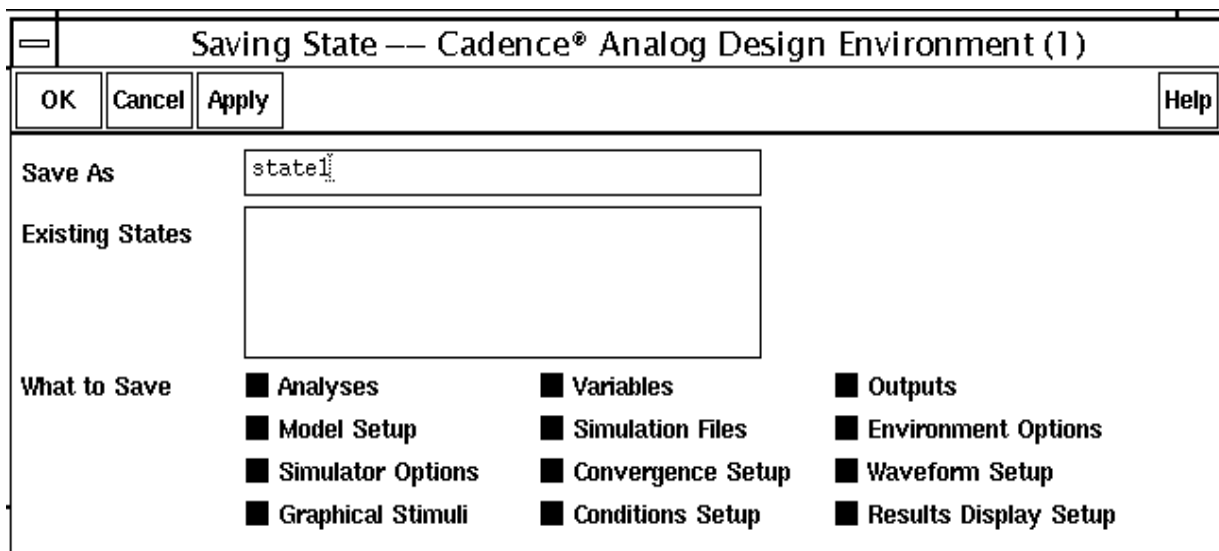 Saving State –– Cadence® Analog Design Environment (1)
OK Cancel Apply Help
Save As state1
Existing States
What to Save Analyses Variables Outputs
Model Setup Simulation Files Environment Options
Simulator Options Convergence Setup Waveform Setup
Graphical Stimuli Conditions Setup Results Display Setup